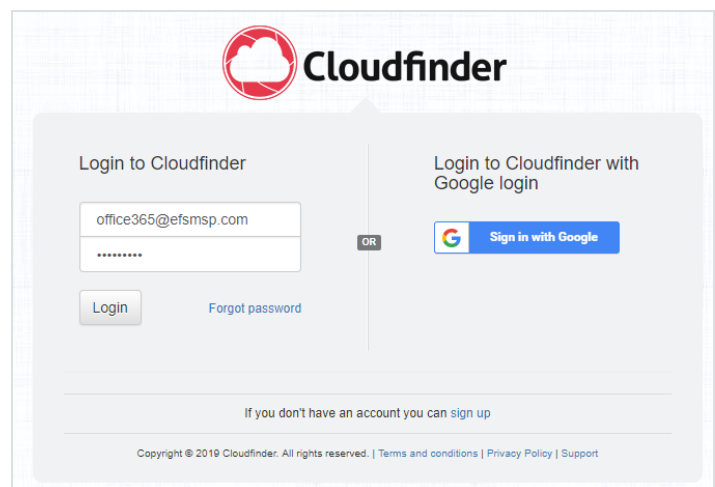 Cloudfinder
Login to Cloudfinder
office365@efsmsp.com
•••••••••
Login
Forgot password
OR
Login to Cloudfinder with
Google login
G Sign in with Google
If you don't have an account you can sign up
Copyright © 2019 Cloudfinder. All rights reserved. | Terms and conditions | Privacy Policy | Support